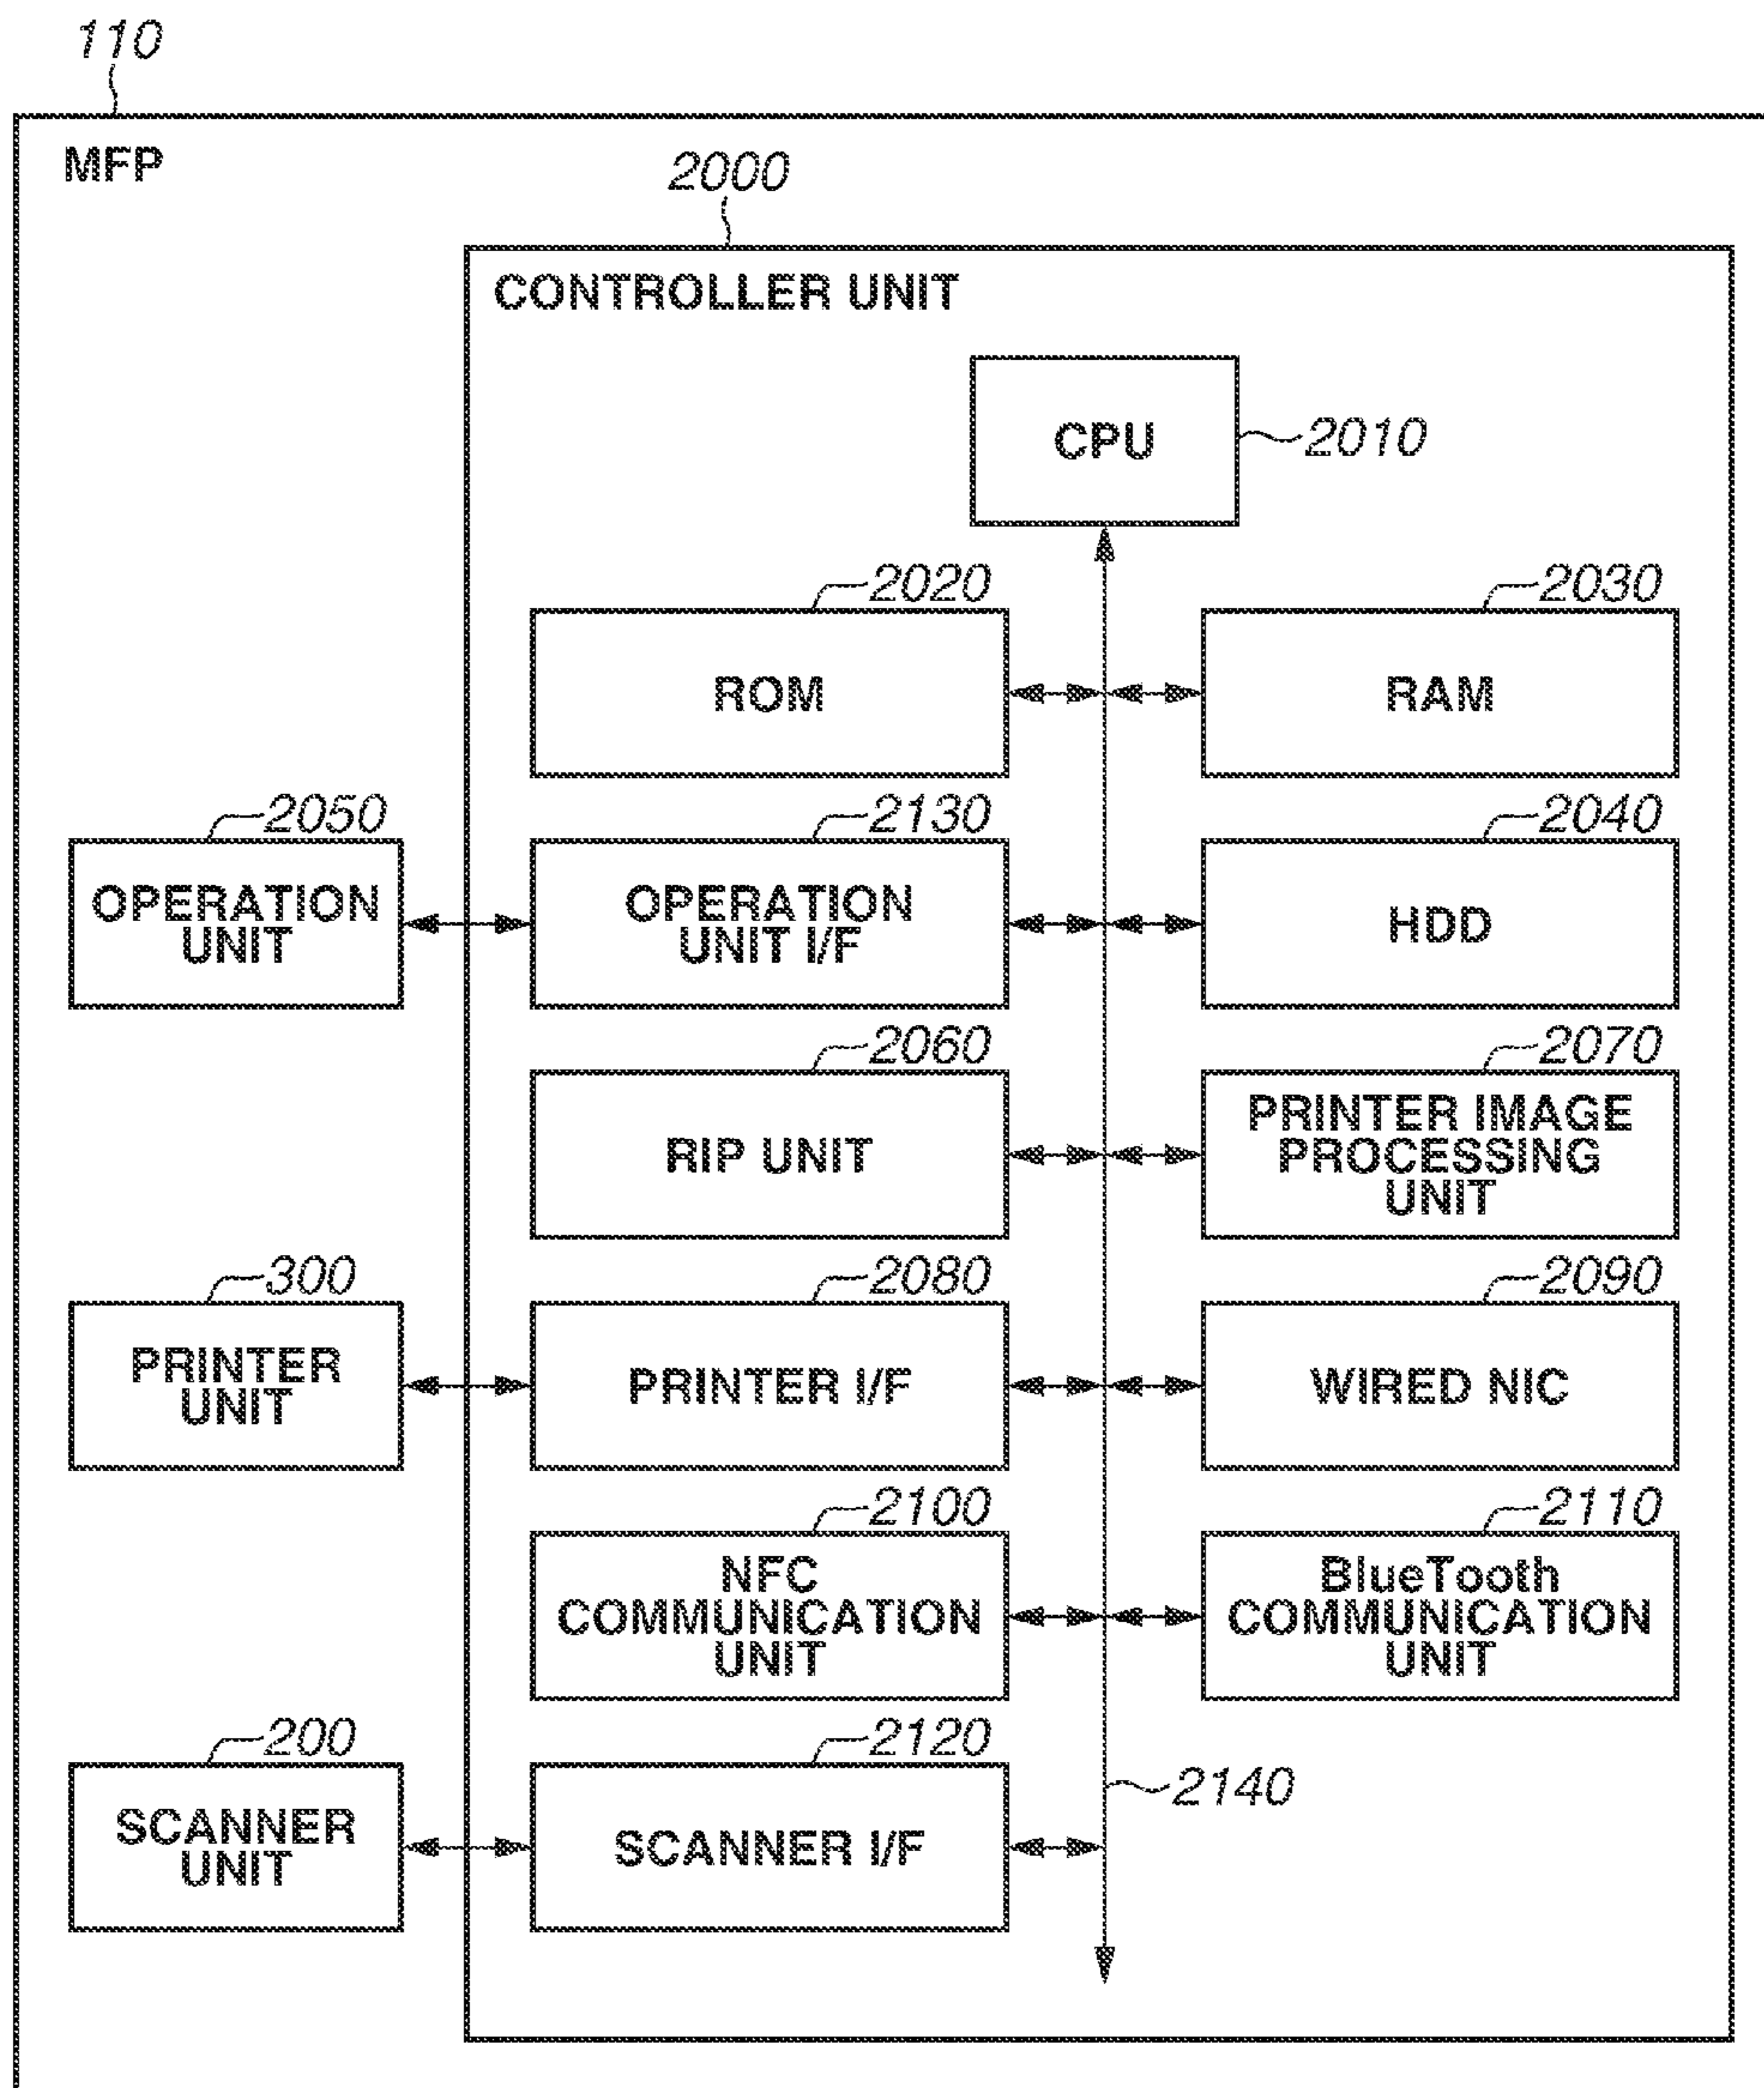 110
MFP
2000
CONTROLLER UNIT
CPU
2010
2020
2030
ROM
RAM
2050
2130
2040
OPERATION
UNIT
OPERATION
UNIT I/F
HDD
2060
2070
RIP UNIT
PRINTER IMAGE
PROCESSING
UNIT
300
2080
2090
PRINTER
UNIT
PRINTER I/F
WIRED NIC
2100
2110
NFC
COMMUNICATION
UNIT
BlueTooth
COMMUNICATION
UNIT
200
2120
2140
SCANNER
UNIT
SCANNER I/F